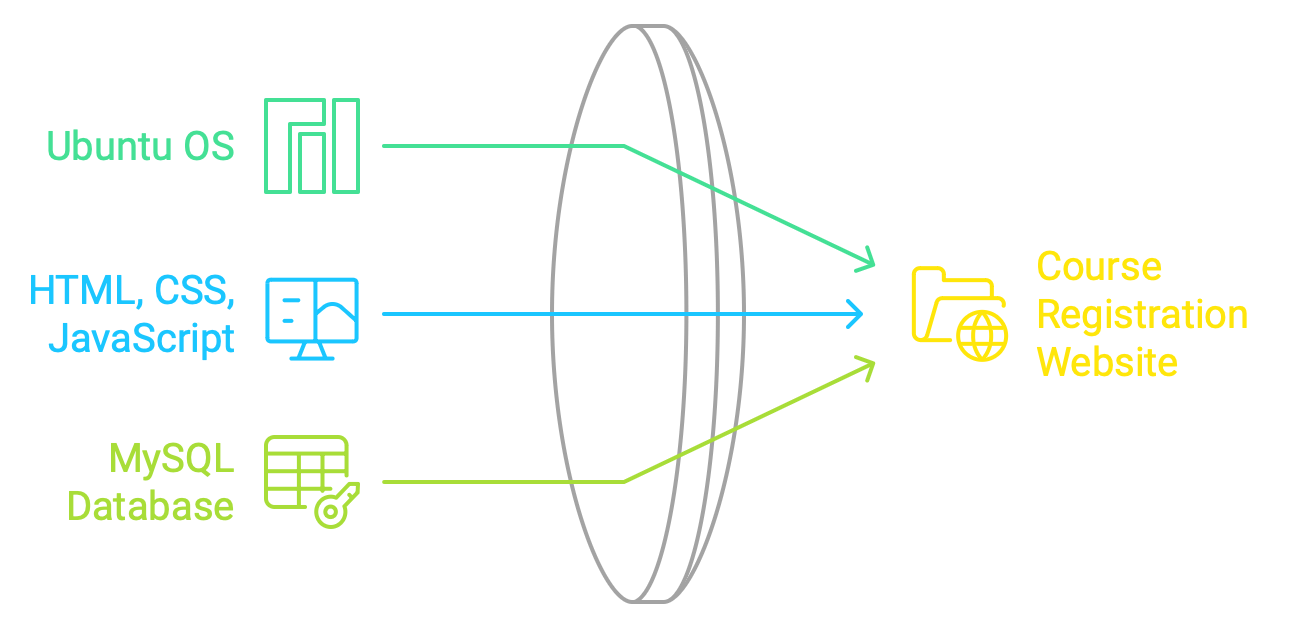 Ubuntu OS
HTML, CSS,
JavaScript
MySQL
Database
Course
Registration
Website